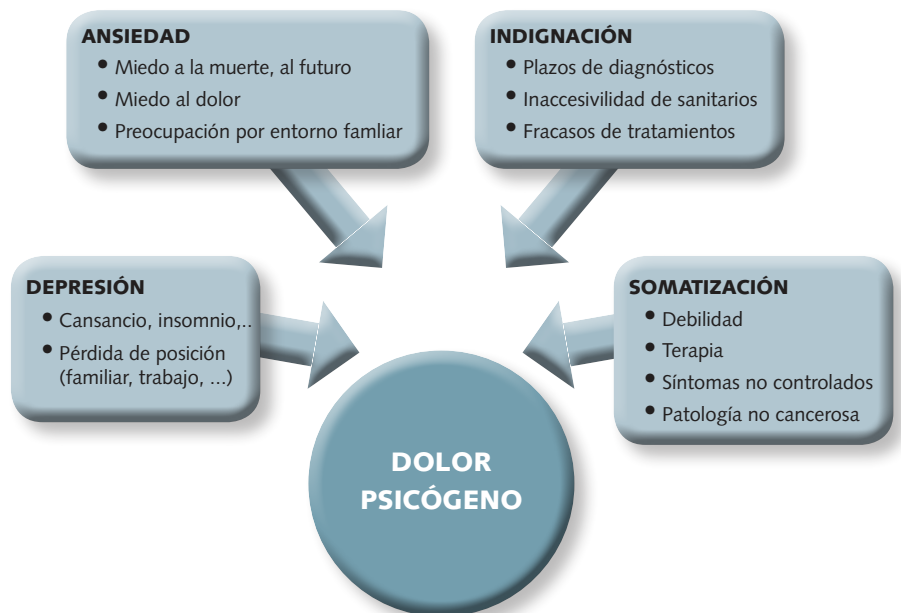 ANSIEDAD
• Miedo a la muerte, al futuro
• Miedo al dolor
• Preocupación por entorno famliar
INDIGNACIÓN
• Plazos de diagnósticos
• Inaccesivilidad de sanitarios
• Fracasos de tratamientos
DEPRESIÓN
• Cansancio, insomnio,..
• Pérdida de posición
(familiar, trabajo, ...)
SOMATIZACIÓN
• Debilidad
• Terapia
• Síntomas no controlados
• Patología no cancerosa
DOLOR
PSICÓGENO